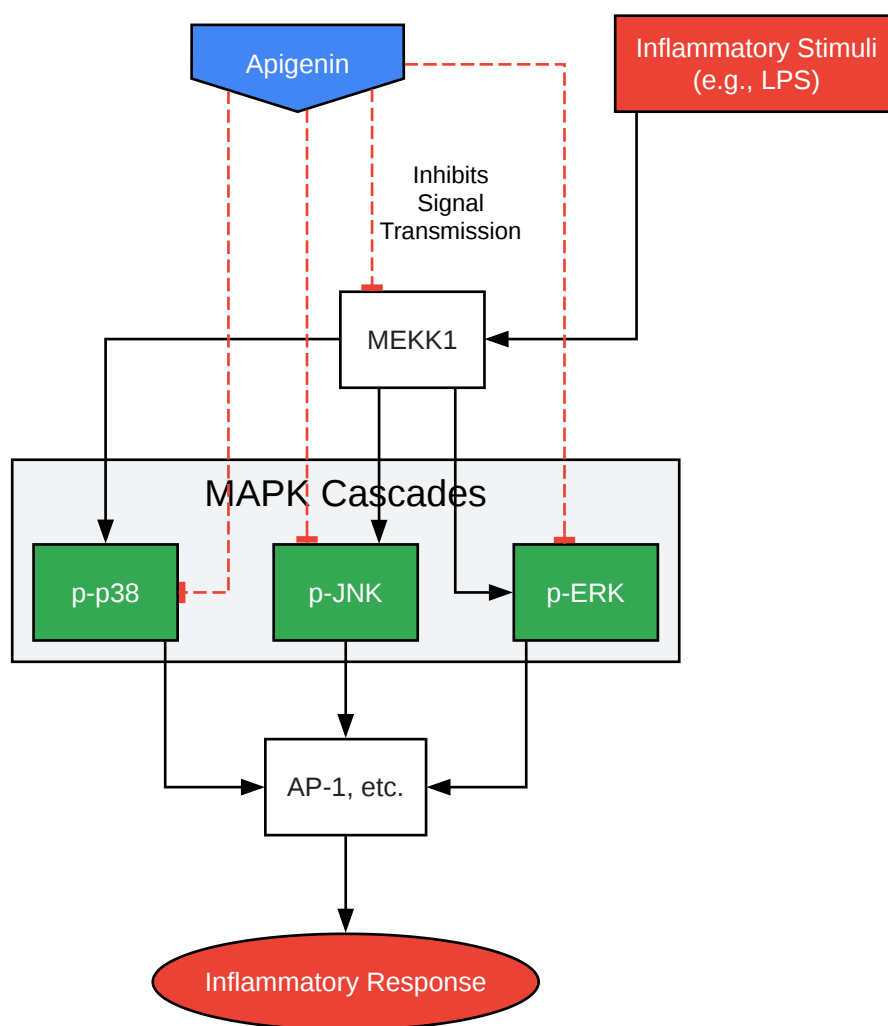 Apigenin
Inflammatory Stimuli
(e.g., LPS)
Inhibits
Signal
Transmission
MEKK1
MAPK Cascades
p-p38
p-JNK
p-ERK
AP-1, etc.
Inflammatory Response